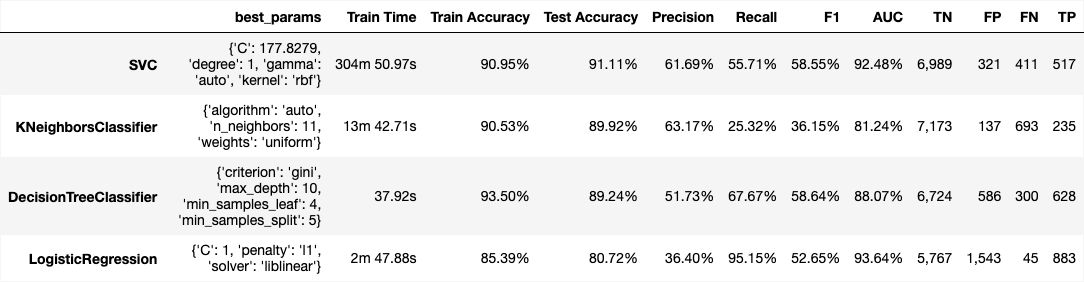 best_params Train Time Train Accuracy Test Accuracy Precision Recall F1 AUC TN FP FN TP
{'C': 177.8279,
SVC 'degree': 1, 'gamma': 304m 50.97s 90.95% 91.11% 61.69% 55.71% 58.55% 92.48% 6,989 321 411 517
'auto', 'kernel': 'rbf'}
{'algorithm': 'auto',
KNeighborsClassifier 'n_neighbors': 11, 13m 42.71s 90.53% 89.92% 63.17% 25.32% 36.15% 81.24% 7,173 137 693 235
'weights': 'uniform'}
{'criterion': 'gini',
'max_depth': 10,
DecisionTreeClassifier 37.92s 93.50% 89.24% 51.73% 67.67% 58.64% 88.07% 6,724 586 300 628
'min_samples_leaf': 4,
'min_samples_split': 5}
{'C': 1, 'penalty': 'l1',
LogisticRegression 2m 47.88s 85.39% 80.72% 36.40% 95.15% 52.65% 93.64% 5,767 1,543 45 883
'solver': 'liblinear'}